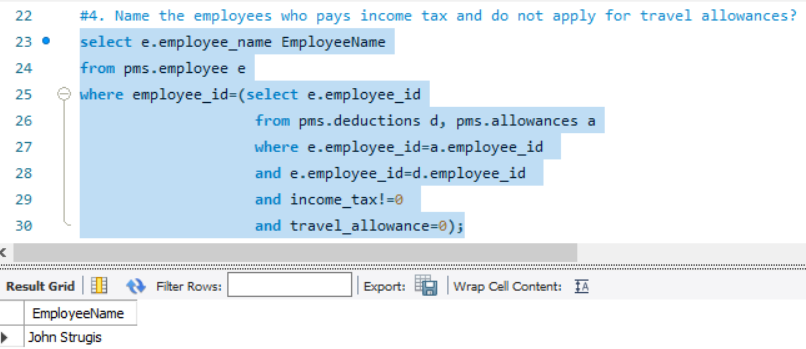 22 #4. Name the employees who pays income tax and do not apply for travel allowances?
23 select e.employee_name EmployeeName
24 from pms.employee e
25 where employee_id=(select e.employee_id
26 from pms.deductions d, pms.allowances a
27 where e.employee_id=a.employee_id
28 and e.employee_id=d.employee_id
29 and income_tax!=0
30 and travel_allowance=0);
Result Grid Filter Rows: Export: Wrap Cell Content: IA
EmployeeName
John Strugis